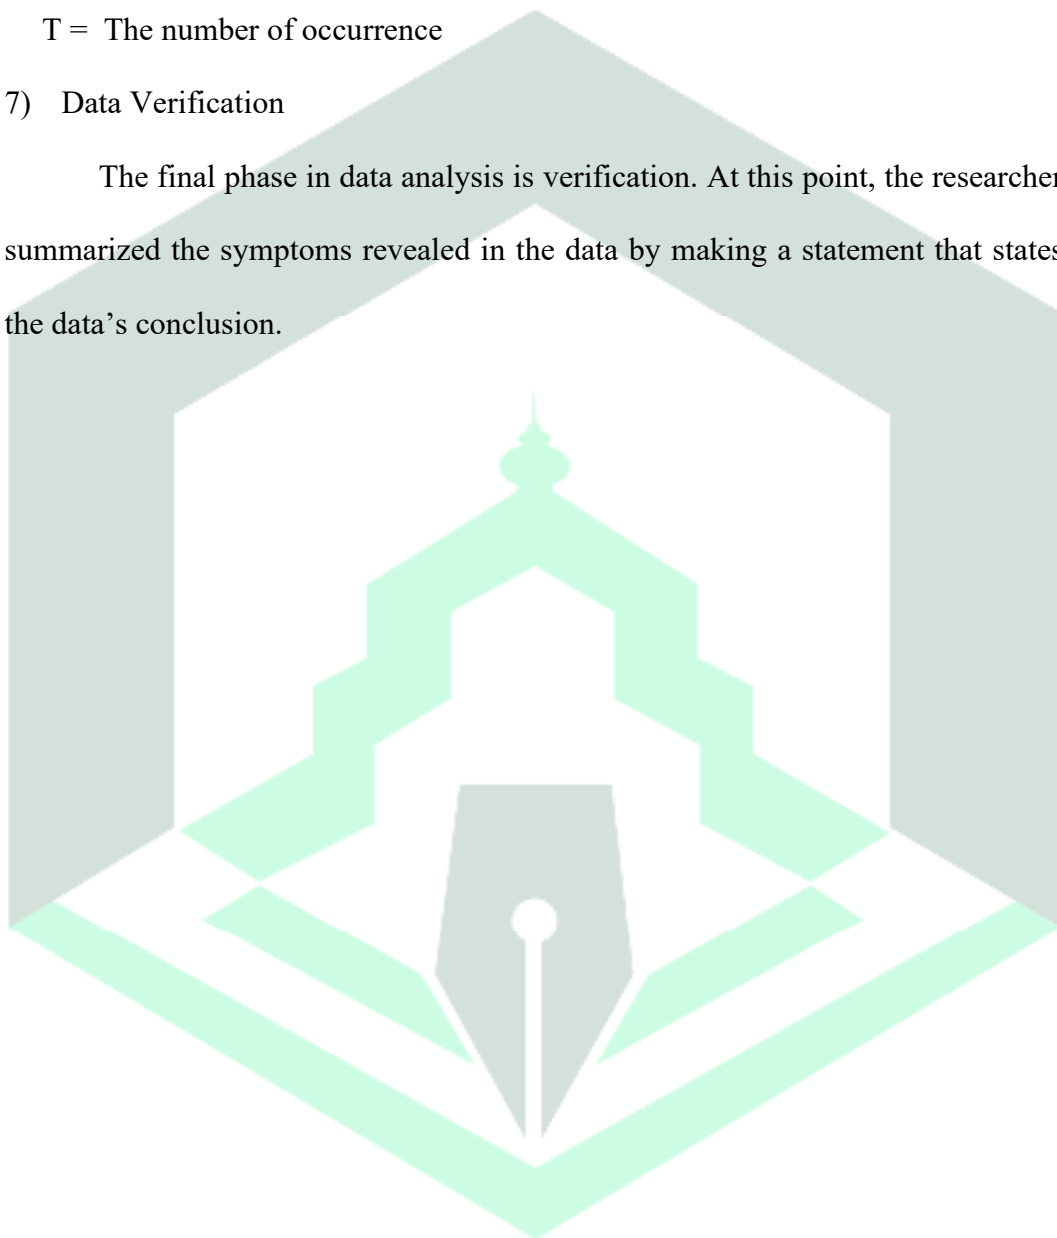 T = The number of occurrence
7) Data Verification
The final phase in data analysis is verification. At this point, the researcher
summarized the symptoms revealed in the data by making a statement that states
the data’s conclusion.